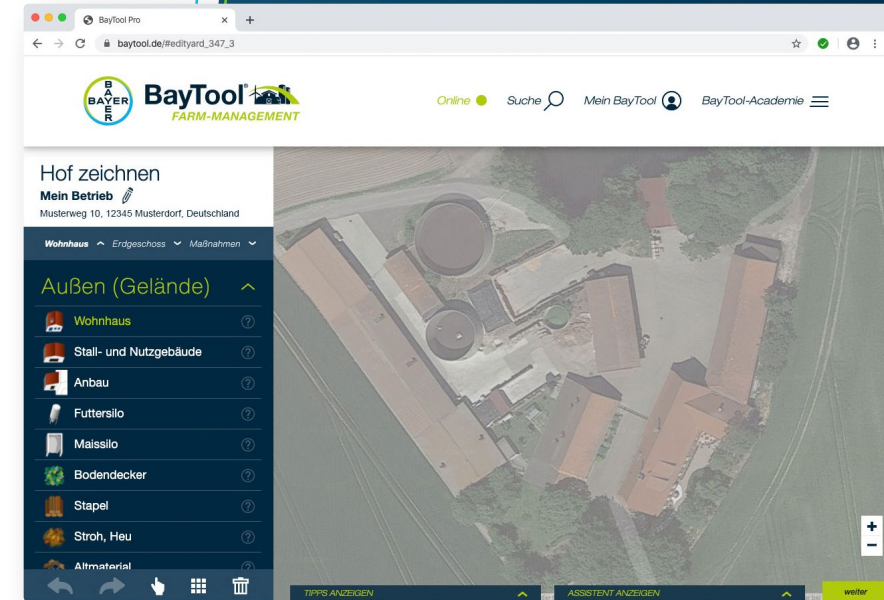 BayTool Pro
baytool.de/#edityard_347_3
BAYER
BAYER
BayTool®
FARM-MANAGEMENT
Online
Suche
Mein BayTool
BayTool-Academie
Hof zeichnen
Mein Betrieb
Musterweg 10, 12345 Musterdorf, Deutschland
Wohnhaus Erdgeschoss Maßnahmen
Außen (Gelände)
Wohnhaus ?
Stall- und Nutzgebäude ?
Anbau ?
Futtersilo ?
Maissilo ?
Bodendecker ?
Stapel ?
Stroh, Heu ?
Altmaterial ?
+
−
TIPPS ANZEIGEN
ASSISTENT ANZEIGEN
weiter